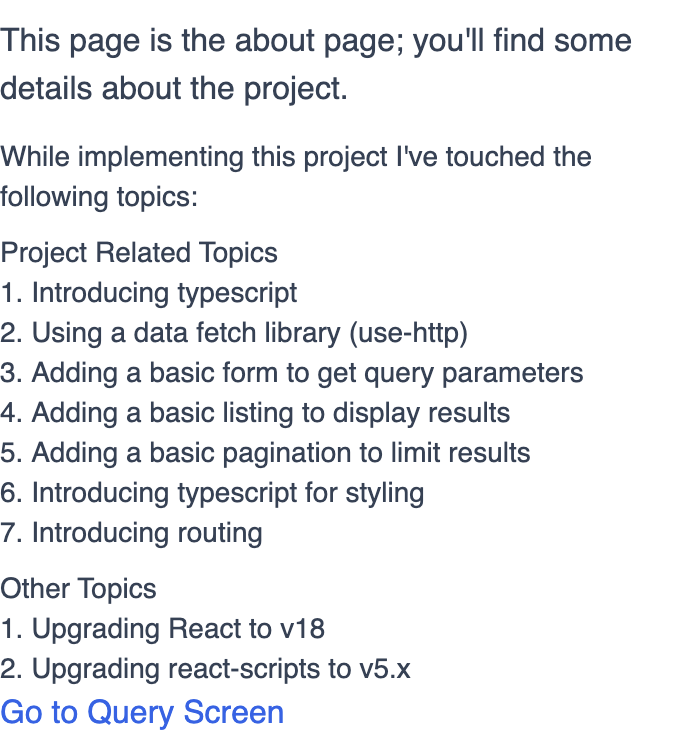 This page is the about page; you'll find some
details about the project.
While implementing this project I've touched the
following topics:
Project Related Topics
1. Introducing typescript
2. Using a data fetch library (use-http)
3. Adding a basic form to get query parameters
4. Adding a basic listing to display results
5. Adding a basic pagination to limit results
6. Introducing typescript for styling
7. Introducing routing
Other Topics
1. Upgrading React to v18
2. Upgrading react-scripts to v5.x
Go to Query Screen